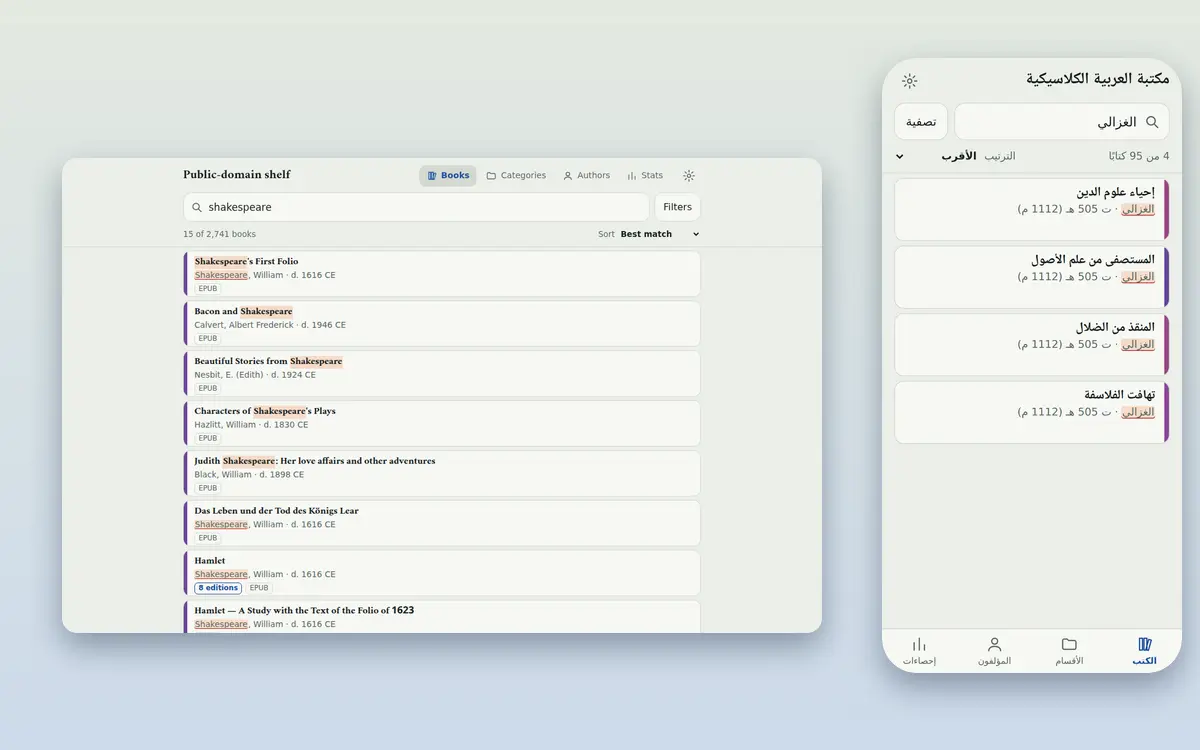 Public-domain shelf
Books Categories Authors Stats
shakespeare
Filters
15 of 2,741 books
Sort Best match
Shakespeare's First Folio
Shakespeare, William · d. 1616 CE
EPUB
Bacon and Shakespeare
Calvert, Albert Frederick · d. 1946 CE
EPUB
Beautiful Stories from Shakespeare
Nesbit, E. (Edith) · d. 1924 CE
EPUB
Characters of Shakespeare's Plays
Hazlitt, William · d. 1830 CE
EPUB
Judith Shakespeare: Her love affairs and other adventures
Black, William · d. 1898 CE
EPUB
Das Leben und der Tod des Königs Lear
Shakespeare, William · d. 1616 CE
EPUB
Hamlet
Shakespeare, William · d. 1616 CE
8 editions EPUB
Hamlet — A Study with the Text of the Folio of 1623
Shakespeare, William · d. 1616 CE
مكتبة العربية الكلاسيكية
الغزالي
تصفية
4 من 95 كتابًا
الترتيب الأقرب
إحياء علوم الدين
الغزالي · ت 505 هـ (1112 م)
المستصفى من علم الأصول
الغزالي · ت 505 هـ (1112 م)
المنقذ من الضلال
الغزالي · ت 505 هـ (1112 م)
تهافت الفلاسفة
الغزالي · ت 505 هـ (1112 م)
الكتب الأقسام المؤلفون إحصاءات